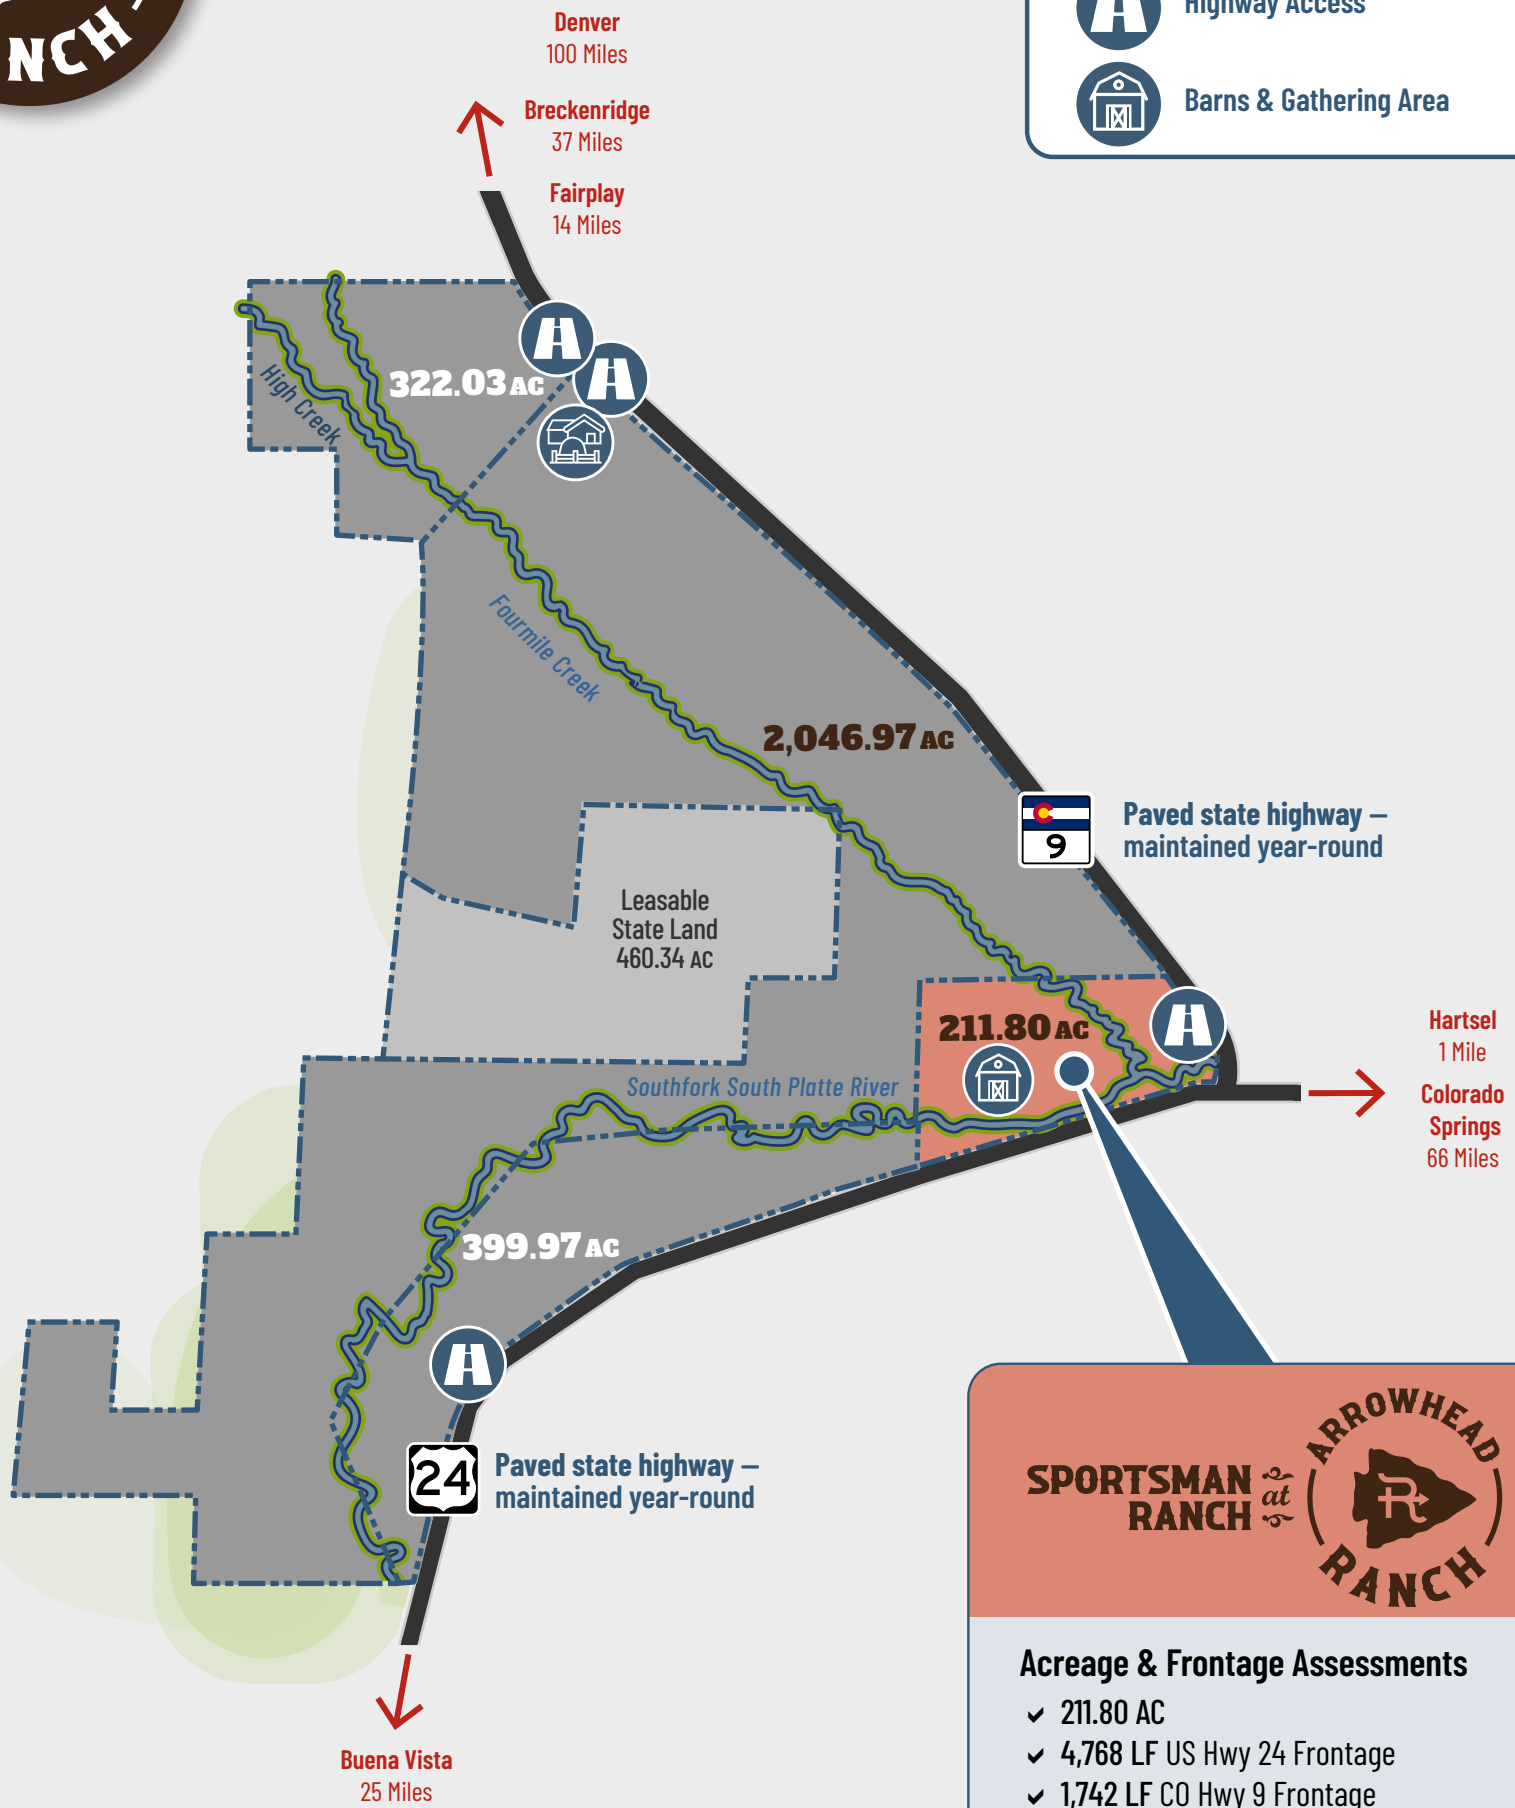 NCH
Denver
100 Miles
Breckenridge
37 Miles
Fairplay
14 Miles
Highway Access
Barns & Gathering Area
322.03 AC
High Creek
Fourmile Creek
2,046.97 AC
9
Paved state highway –
maintained year-round
Leasable
State Land
460.34 AC
211.80 AC
Hartsel
1 Mile
Colorado
Springs
66 Miles
Southfork South Platte River
399.97 AC
24
Paved state highway –
maintained year-round
Buena Vista
25 Miles
SPORTSMAN
RANCH
at
ARROWHEAD
R
RANCH
Acreage & Frontage Assessments
211.80 AC
4,768 LF US Hwy 24 Frontage
1,742 LF CO Hwy 9 Frontage